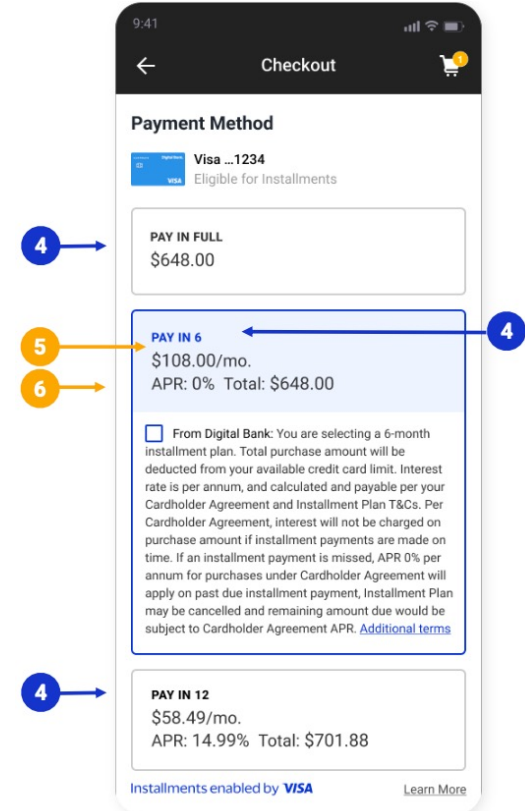 9:41
Checkout
1
Payment Method
Digital Bank
VISA
Visa ...1234
Eligible for Installments
4
PAY IN FULL
$648.00
4
5
PAY IN 6
$108.00/mo.
6
APR: 0% Total: $648.00
From Digital Bank: You are selecting a 6-month
installment plan. Total purchase amount will be
deducted from your available credit card limit. Interest
rate is per annum, and calculated and payable per your
Cardholder Agreement and Installment Plan T&Cs. Per
Cardholder Agreement, interest will not be charged on
purchase amount if installment payments are made on
time. If an installment payment is missed, APR 0% per
annum for purchases under Cardholder Agreement will
apply on past due installment payment, Installment Plan
may be cancelled and remaining amount due would be
subject to Cardholder Agreement APR. Additional terms
4
PAY IN 12
$58.49/mo.
APR: 14.99% Total: $701.88
Installments enabled by VISA
Learn More